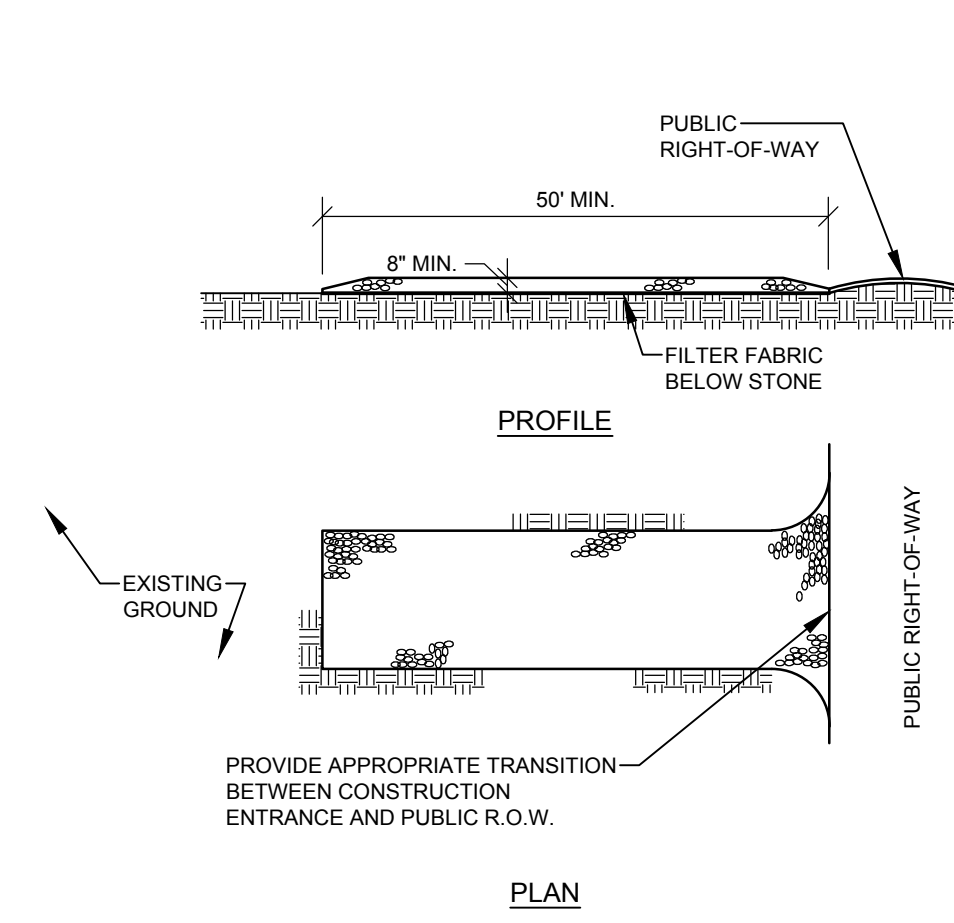 PUBLIC
RIGHT-OF-WAY
50' MIN.
8" MIN.
FILTER FABRIC
BELOW STONE
PROFILE
EXISTING
GROUND
PUBLIC RIGHT-OF-WAY
PROVIDE APPROPRIATE TRANSITION
BETWEEN CONSTRUCTION
ENTRANCE AND PUBLIC R.O.W.
PLAN